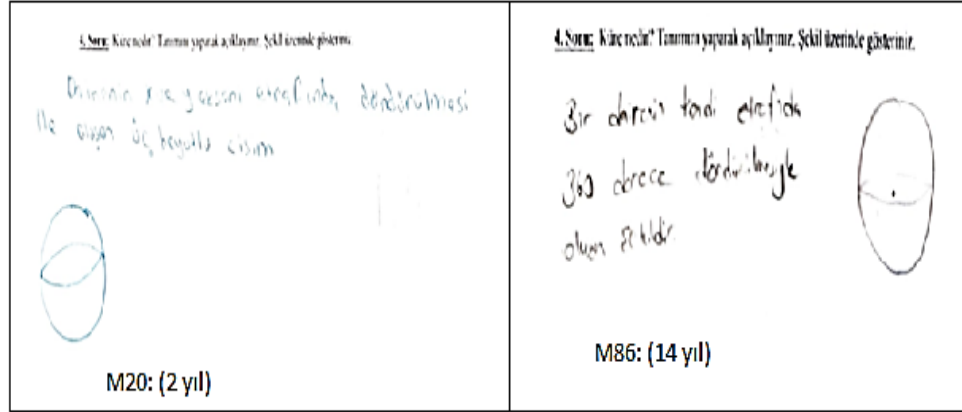 4. Soru: Küre nedir? Tanımını yaparak açıklayınız. Şekil üzerinde gösteriniz.
Dairenin x ve y ekseni etrafında döndürülmesi
ile oluşan üç boyutlu cisim
M20: (2 yıl)
4. Soru: Küre nedir? Tanımını yaparak açıklayınız. Şekil üzerinde gösteriniz.
Bir dairenin kendi etrafında
360 derece döndürülmesiyle
oluşan şekildir.
M86: (14 yıl)